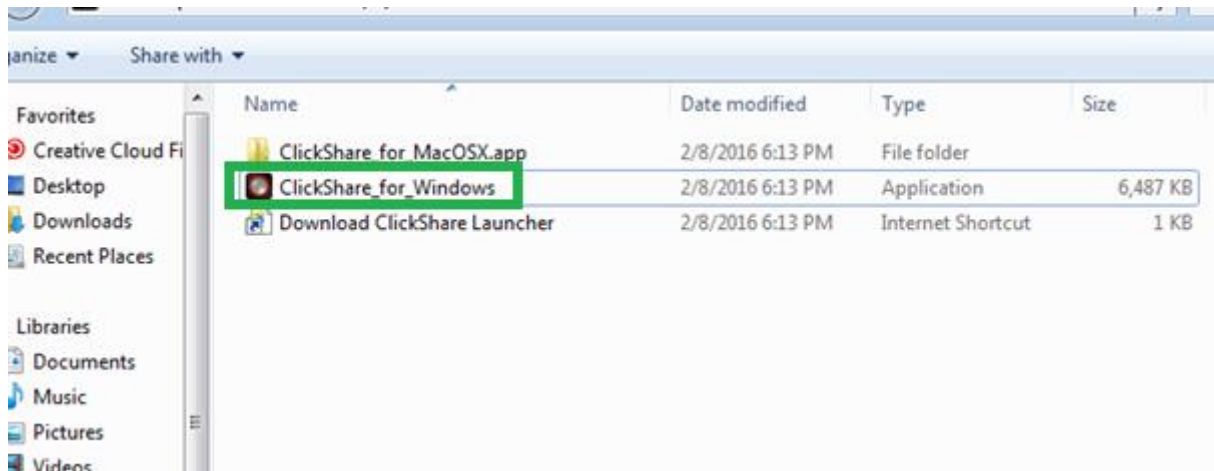 Share with
Name Date modified Type Size
Favorites
Creative Cloud Fi
ClickShare_for_MacOSX.app 2/8/2016 6:13 PM File folder
Desktop
ClickShare_for_Windows 2/8/2016 6:13 PM Application 6,487 KB
Downloads
Download ClickShare Launcher 2/8/2016 6:13 PM Internet Shortcut 1 KB
Recent Places
Libraries
Documents
Music
Pictures
Videos